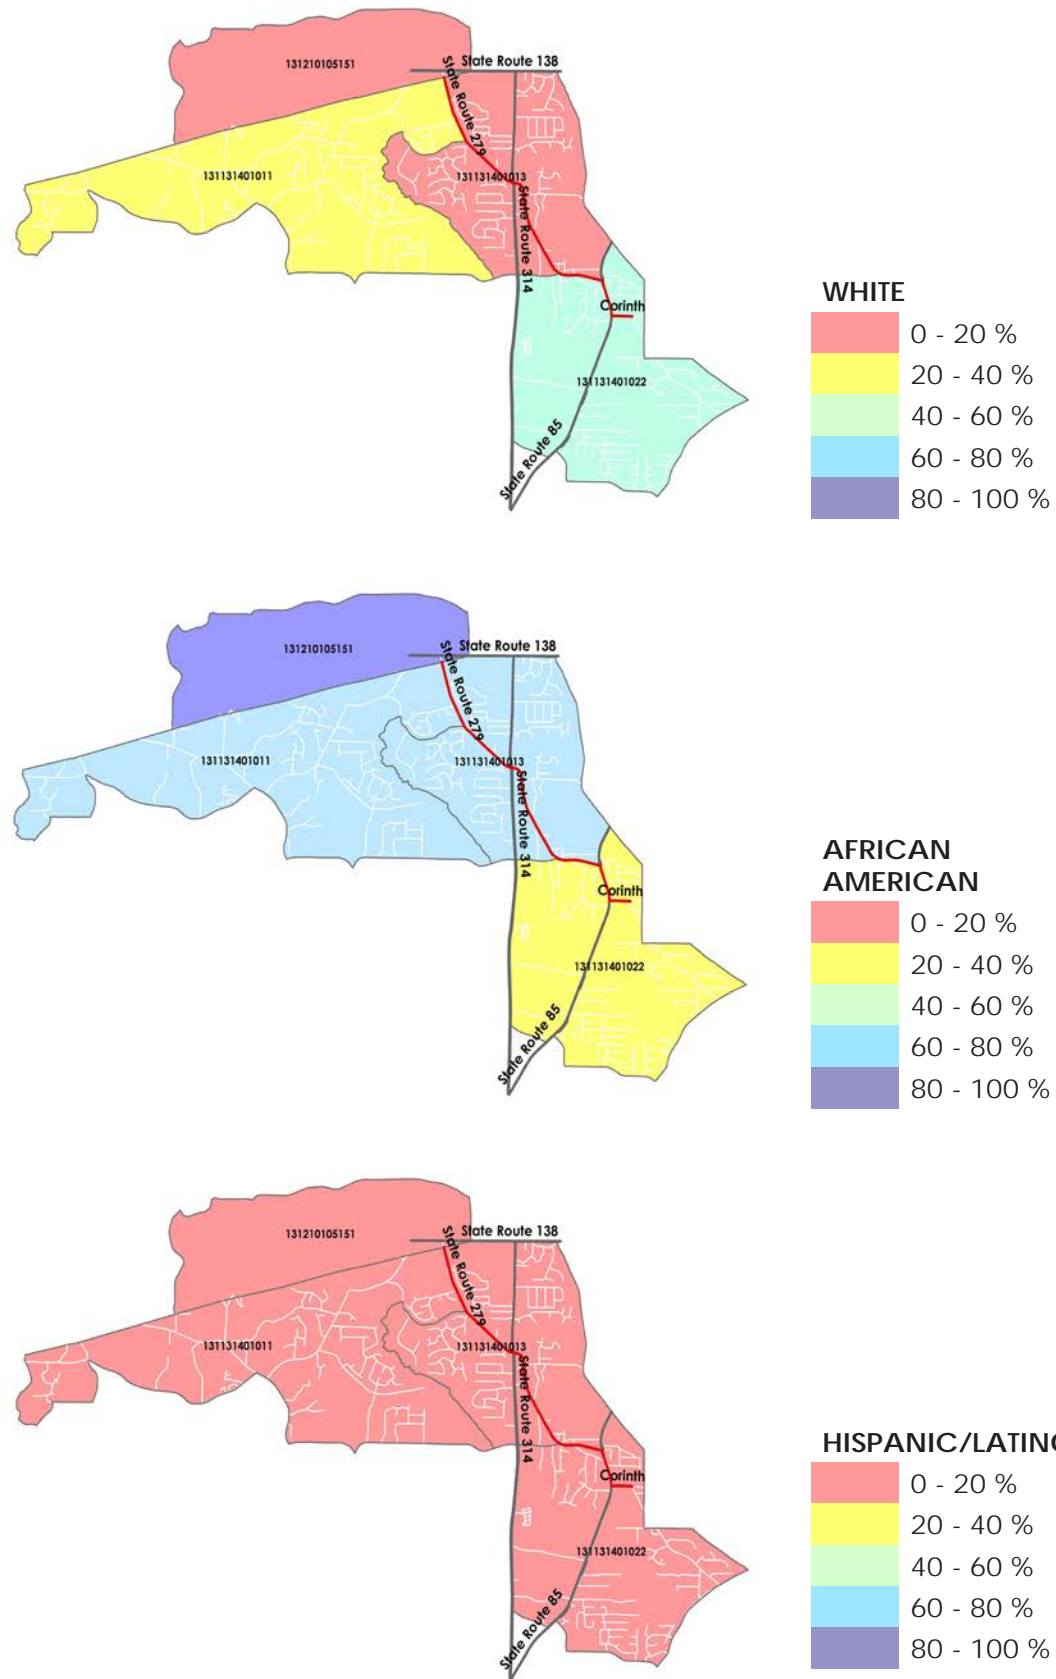 State Route 138
131210105151
State Route 279
131131401011
131131401013
State Route 314
Corinth
131131401022
State Route 85
WHITE
0 - 20 %
20 - 40 %
40 - 60 %
60 - 80 %
80 - 100 %
State Route 138
131210105151
State Route 279
131131401011
131131401013
State Route 314
Corinth
131131401022
State Route 85
AFRICAN
AMERICAN
0 - 20 %
20 - 40 %
40 - 60 %
60 - 80 %
80 - 100 %
State Route 138
131210105151
State Route 279
131131401011
131131401013
State Route 314
Corinth
131131401022
State Route 85
HISPANIC/LATINO
0 - 20 %
20 - 40 %
40 - 60 %
60 - 80 %
80 - 100 %